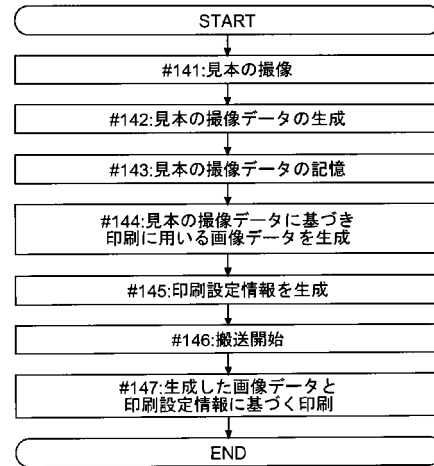 START
#141:見本の撮像
#142:見本の撮像データの生成
#143:見本の撮像データの記憶
#144:見本の撮像データに基づき
印刷に用いる画像データを生成
#145:印刷設定情報を生成
#146:搬送開始
#147:生成した画像データと
印刷設定情報に基づく印刷
END